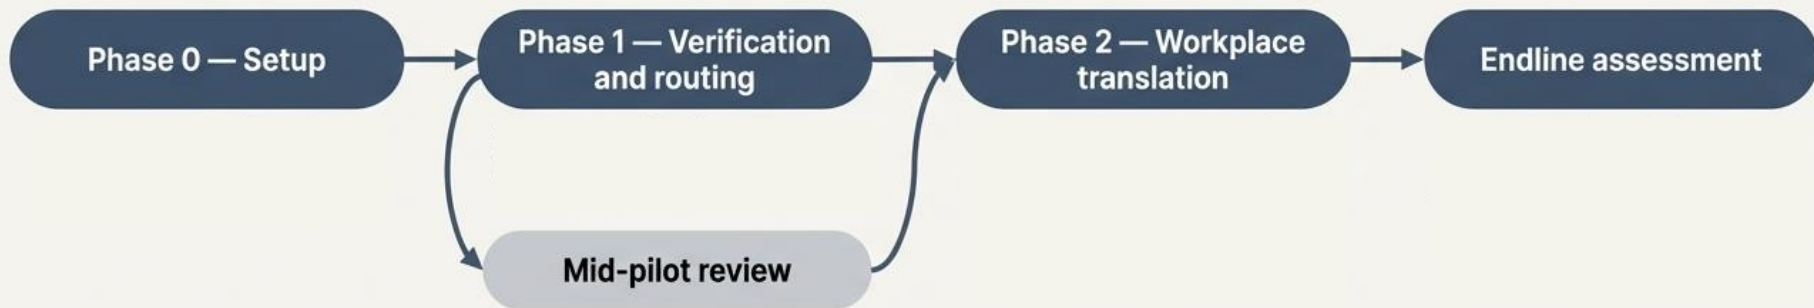 Phase 0 — Setup
Phase 1 — Verification
and routing
Phase 2 — Workplace
translation
Endline assessment
Mid-pilot review